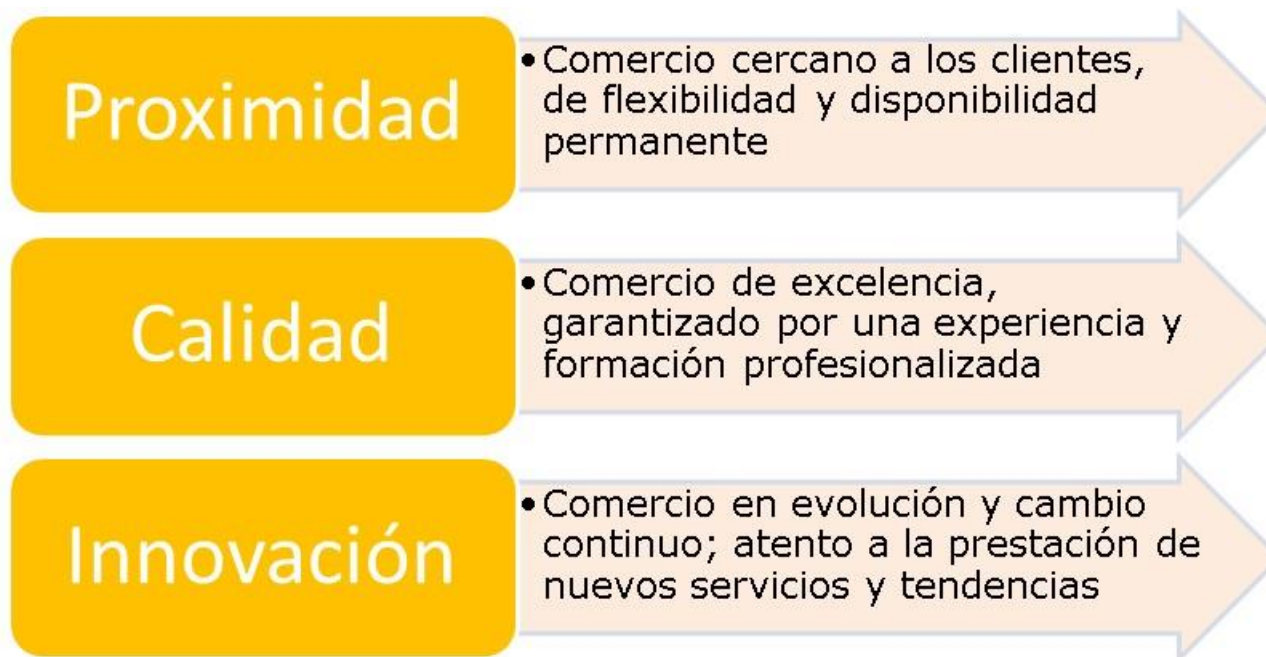 Proximidad
• Comercio cercano a los clientes,
de flexibilidad y disponibilidad
permanente
Calidad
• Comercio de excelencia,
garantizado por una experiencia y
formación profesionalizada
Innovación
• Comercio en evolución y cambio
continuo; atento a la prestación de
nuevos servicios y tendencias